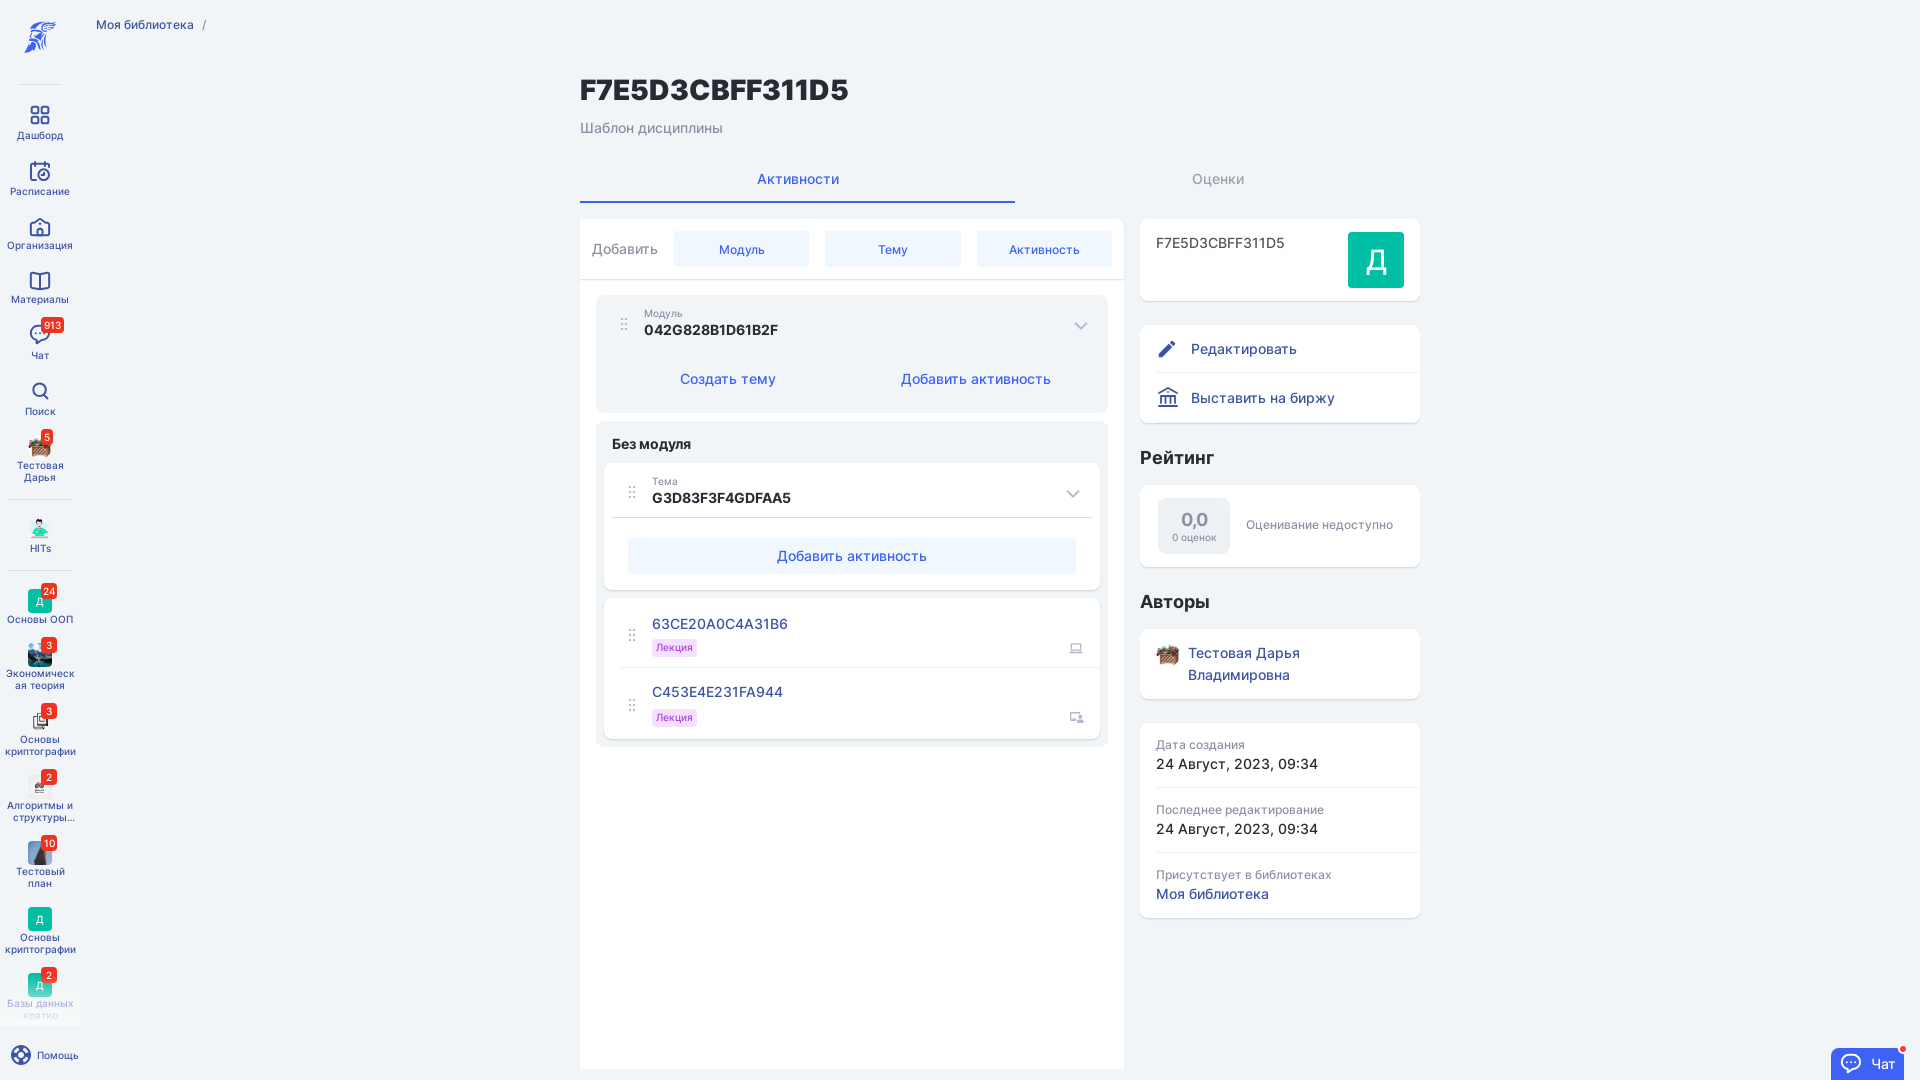 Моя библиотека /
F7E5D3CBFF311D5
Шаблон дисциплины
Активности
Оценки
Добавить
Модуль
Тему
Активность
Модуль
042G828B1D61B2F
Создать тему
Добавить активность
Без модуля
Тема
G3D83F3F4GDFAA5
Добавить активность
63CE20A0C4A31B6
Лекция
C453E4E231FA944
Лекция
F7E5D3CBFF311D5
Д
Редактировать
Выставить на биржу
Рейтинг
0,0
0 оценок
Оценивание недоступно
Авторы
Тестовая Дарья
Владимировна
Дата создания
24 Август, 2023, 09:34
Последнее редактирование
24 Август, 2023, 09:34
Присутствует в библиотеках
Моя библиотека
Дашборд
Расписание
Организация
Материалы
913
Чат
Поиск
5
Тестовая
Дарья
HITs
24
Д
Основы ООП
3
Экономическ
ая теория
3
Основы
криптографии
2
Алгоритмы и
структуры...
10
Тестовый
план
Д
Основы
криптографии
2
Д
Базы данных
кратко
Помощь
Чат